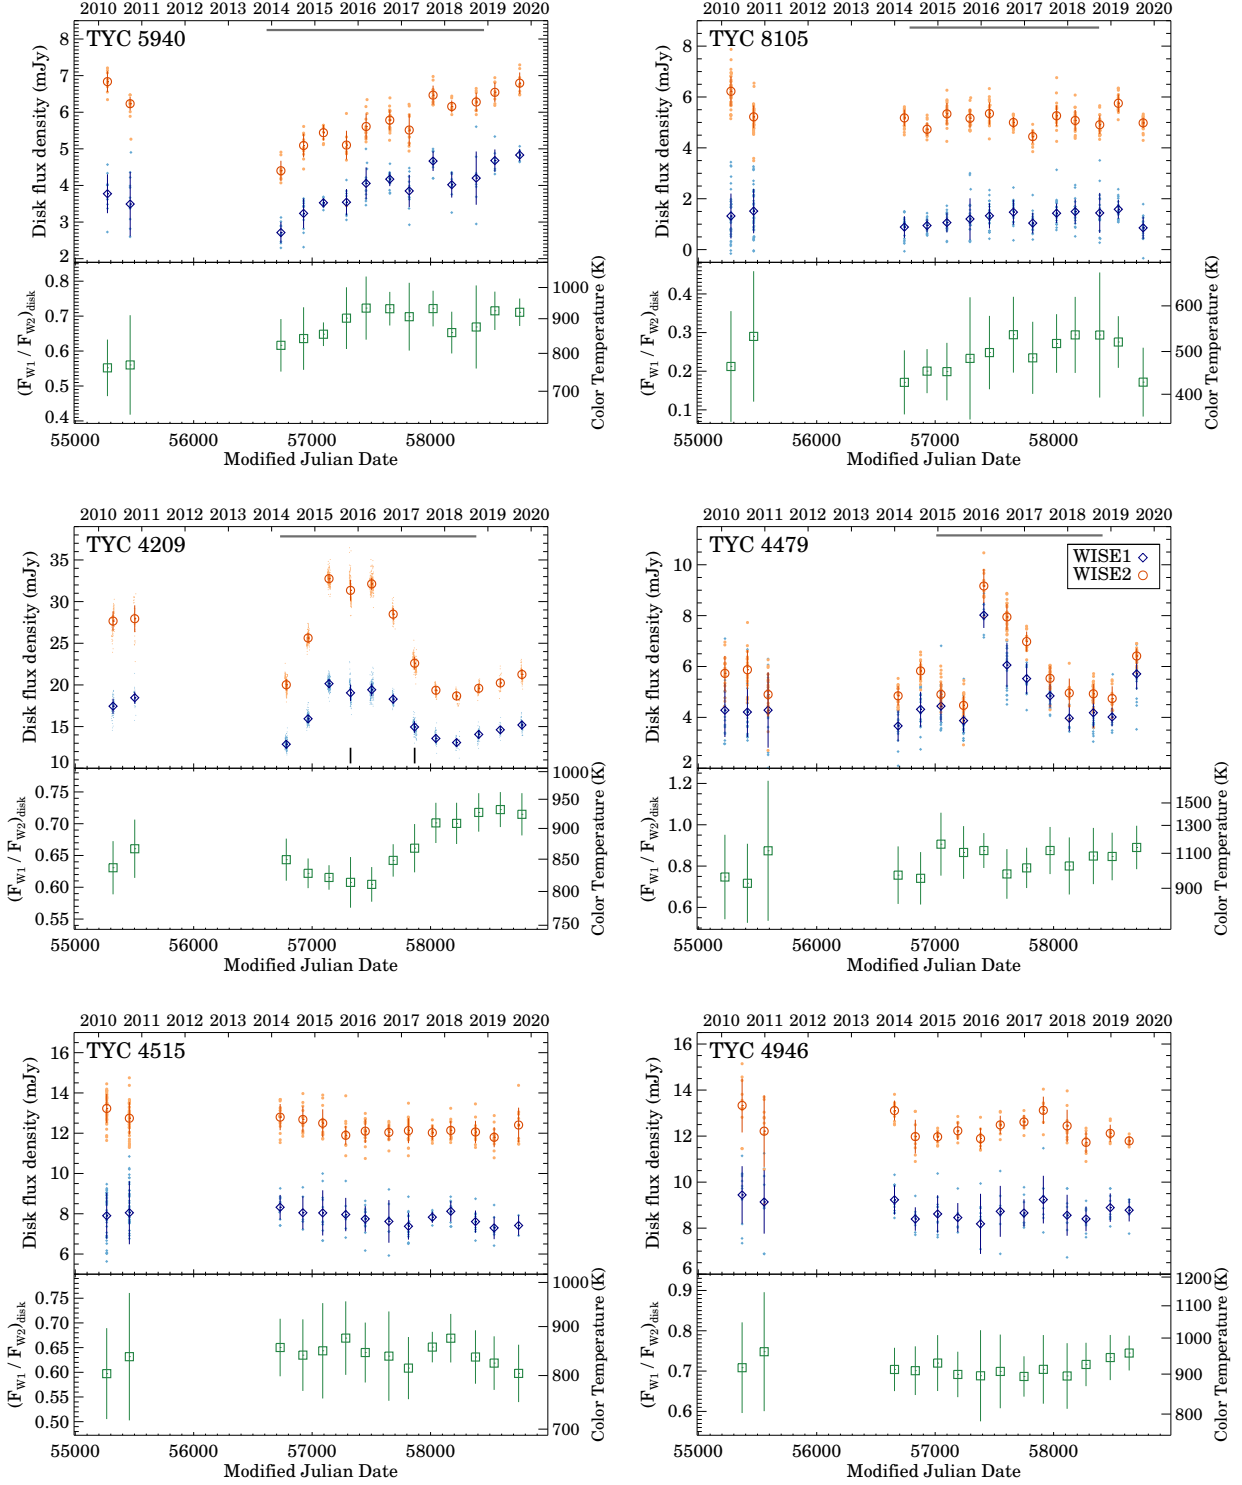 2010 2011 2012 2013 2014 2015 2016 2017 2018 2019 2020
TYC 5940
Disk flux density (mJy)
8
7
6
5
4
3
2
(F_W1 / F_W2)_disk
0.8
0.7
0.6
0.5
0.4
1000
900
800
700
Color Temperature (K)
55000 56000 57000 58000
Modified Julian Date
2010 2011 2012 2013 2014 2015 2016 2017 2018 2019 2020
TYC 8105
Disk flux density (mJy)
8
6
4
2
0
(F_W1 / F_W2)_disk
0.4
0.3
0.2
0.1
600
500
400
Color Temperature (K)
55000 56000 57000 58000
Modified Julian Date
2010 2011 2012 2013 2014 2015 2016 2017 2018 2019 2020
TYC 4209
Disk flux density (mJy)
35
30
25
20
15
10
(F_W1 / F_W2)_disk
0.75
0.70
0.65
0.60
0.55
1000
950
900
850
800
750
Color Temperature (K)
55000 56000 57000 58000
Modified Julian Date
2010 2011 2012 2013 2014 2015 2016 2017 2018 2019 2020
TYC 4479
WISE1
WISE2
Disk flux density (mJy)
10
8
6
4
2
(F_W1 / F_W2)_disk
1.2
1.0
0.8
0.6
1500
1300
1100
900
Color Temperature (K)
55000 56000 57000 58000
Modified Julian Date
2010 2011 2012 2013 2014 2015 2016 2017 2018 2019 2020
TYC 4515
Disk flux density (mJy)
16
14
12
10
8
6
(F_W1 / F_W2)_disk
0.75
0.70
0.65
0.60
0.55
0.50
1000
900
800
700
Color Temperature (K)
55000 56000 57000 58000
Modified Julian Date
2010 2011 2012 2013 2014 2015 2016 2017 2018 2019 2020
TYC 4946
Disk flux density (mJy)
16
14
12
10
8
6
(F_W1 / F_W2)_disk
0.9
0.8
0.7
0.6
1200
1100
1000
900
800
Color Temperature (K)
55000 56000 57000 58000
Modified Julian Date